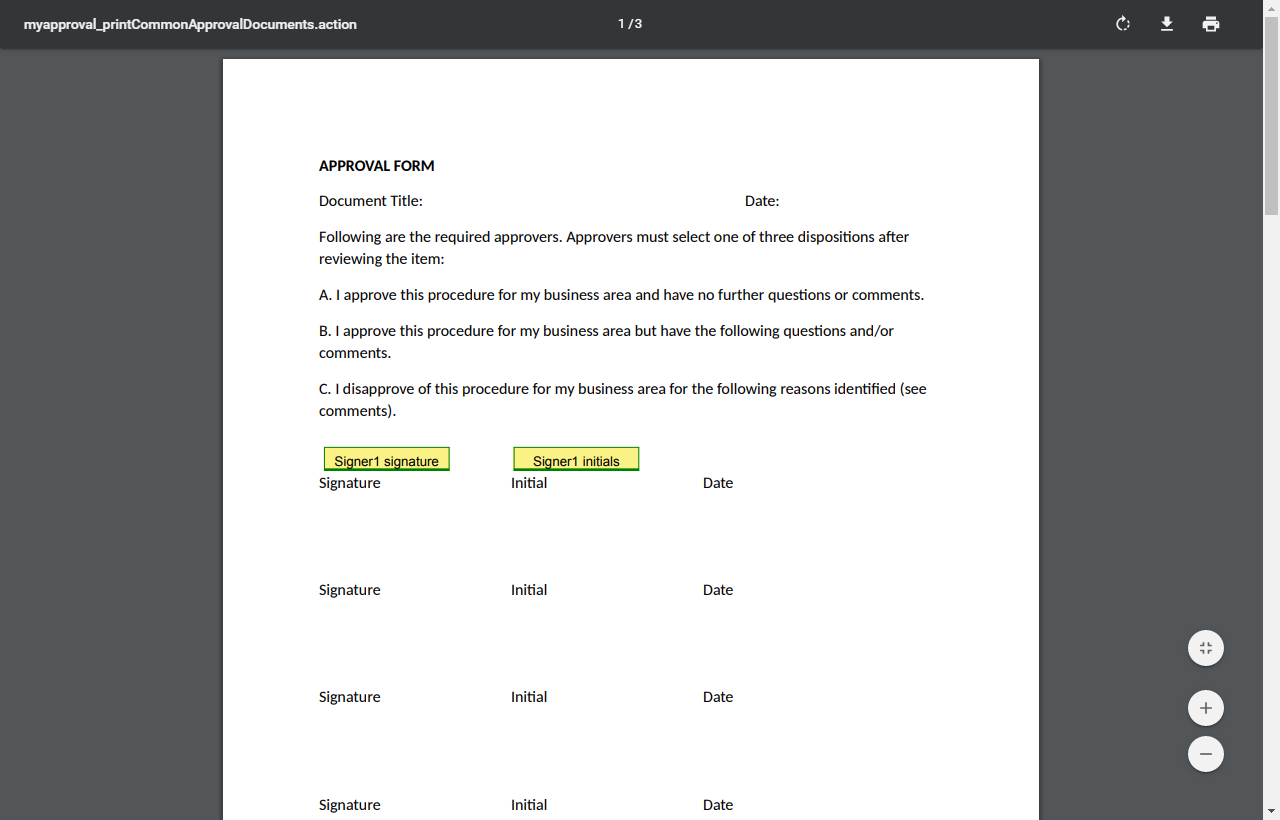 myapproval_printCommonApprovalDocuments.action 1 / 3
APPROVAL FORM
Document Title: Date:
Following are the required approvers. Approvers must select one of three dispositions after
reviewing the item:
A. I approve this procedure for my business area and have no further questions or comments.
B. I approve this procedure for my business area but have the following questions and/or
comments.
C. I disapprove of this procedure for my business area for the following reasons identified (see
comments).
Signer1 signature Signer1 initials
Signature Initial Date
Signature Initial Date
Signature Initial Date
Signature Initial Date